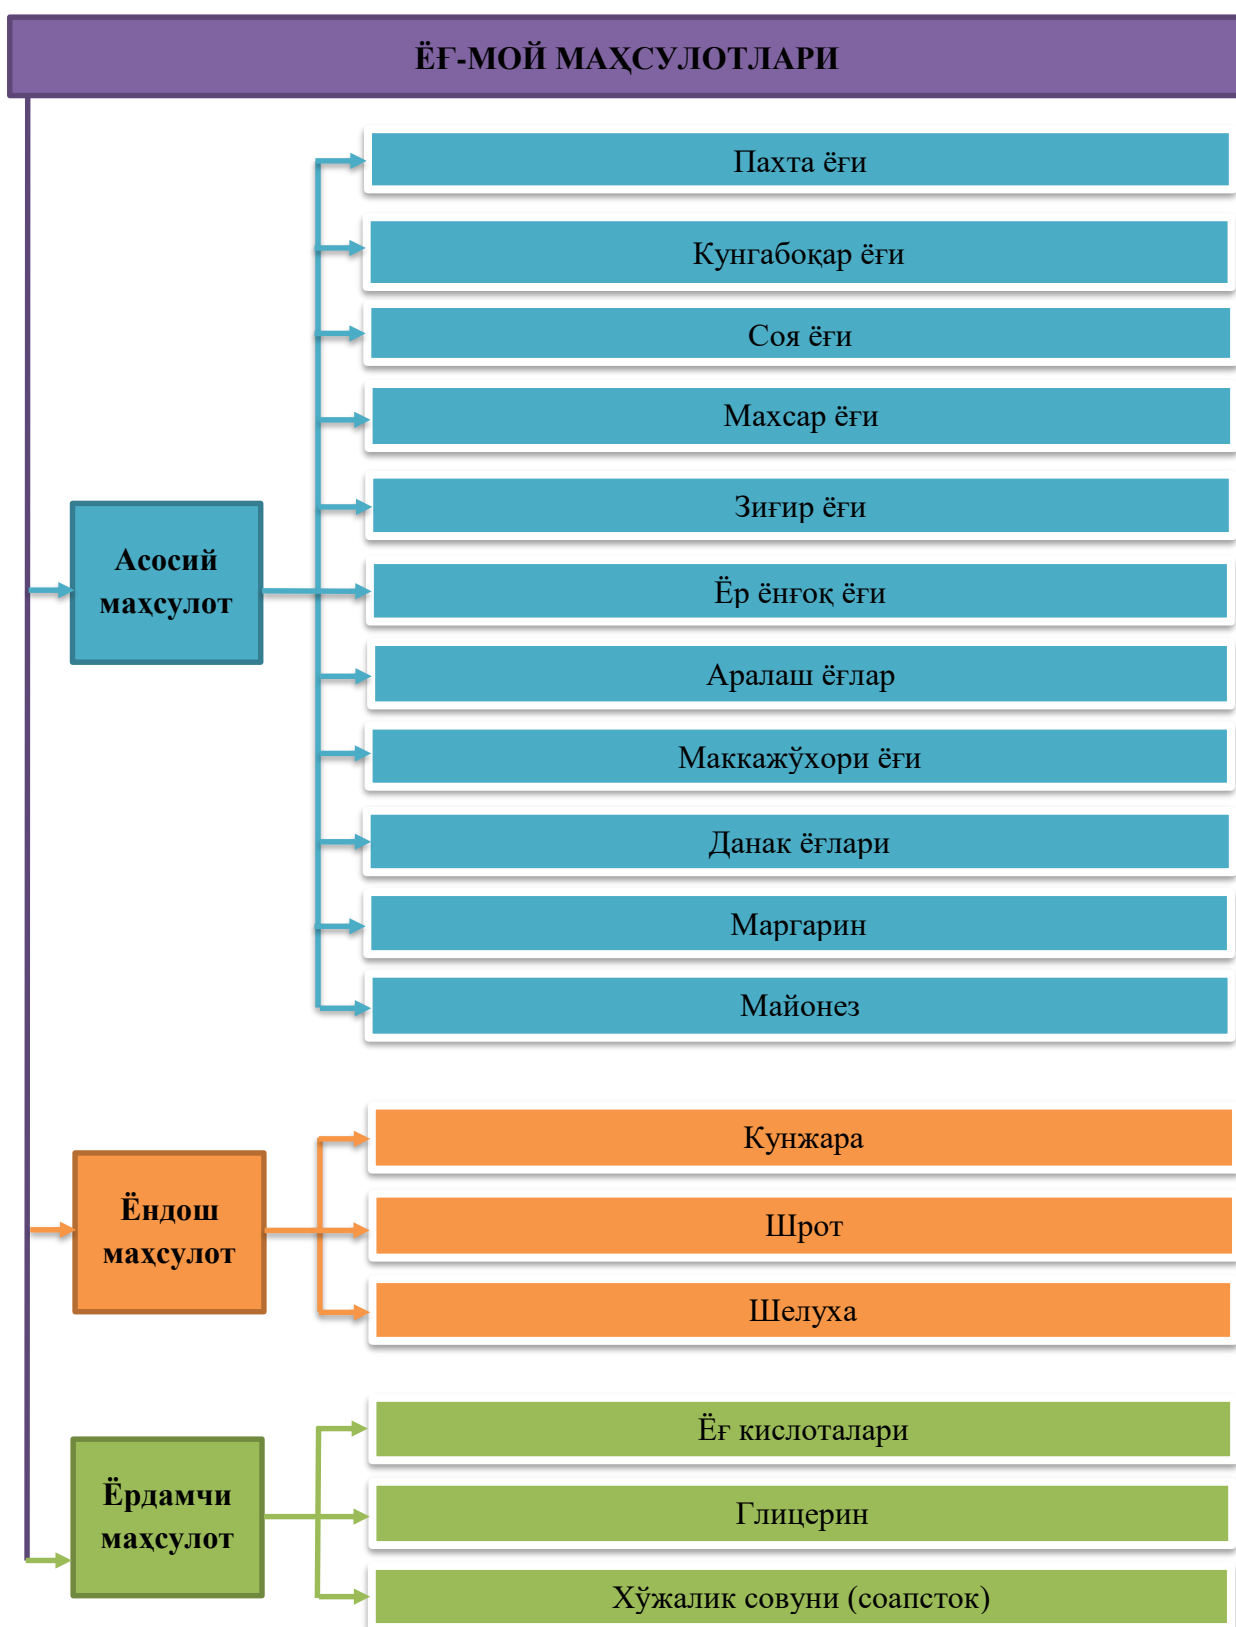 ЁҒ-МОЙ МАҲСУЛОТЛАРИ
Асосий
маҳсулот
Пахта ёғи
Кунгабоқар ёғи
Соя ёғи
Махсар ёғи
Зиғир ёғи
Ёр ёнғоқ ёғи
Аралаш ёғлар
Маккажўхори ёғи
Данак ёғлари
Маргарин
Майонез
Ёндош
маҳсулот
Кунжара
Шрот
Шелуха
Ёрдамчи
маҳсулот
Ёғ кислоталари
Глицерин
Хўжалик совуни (соапсток)